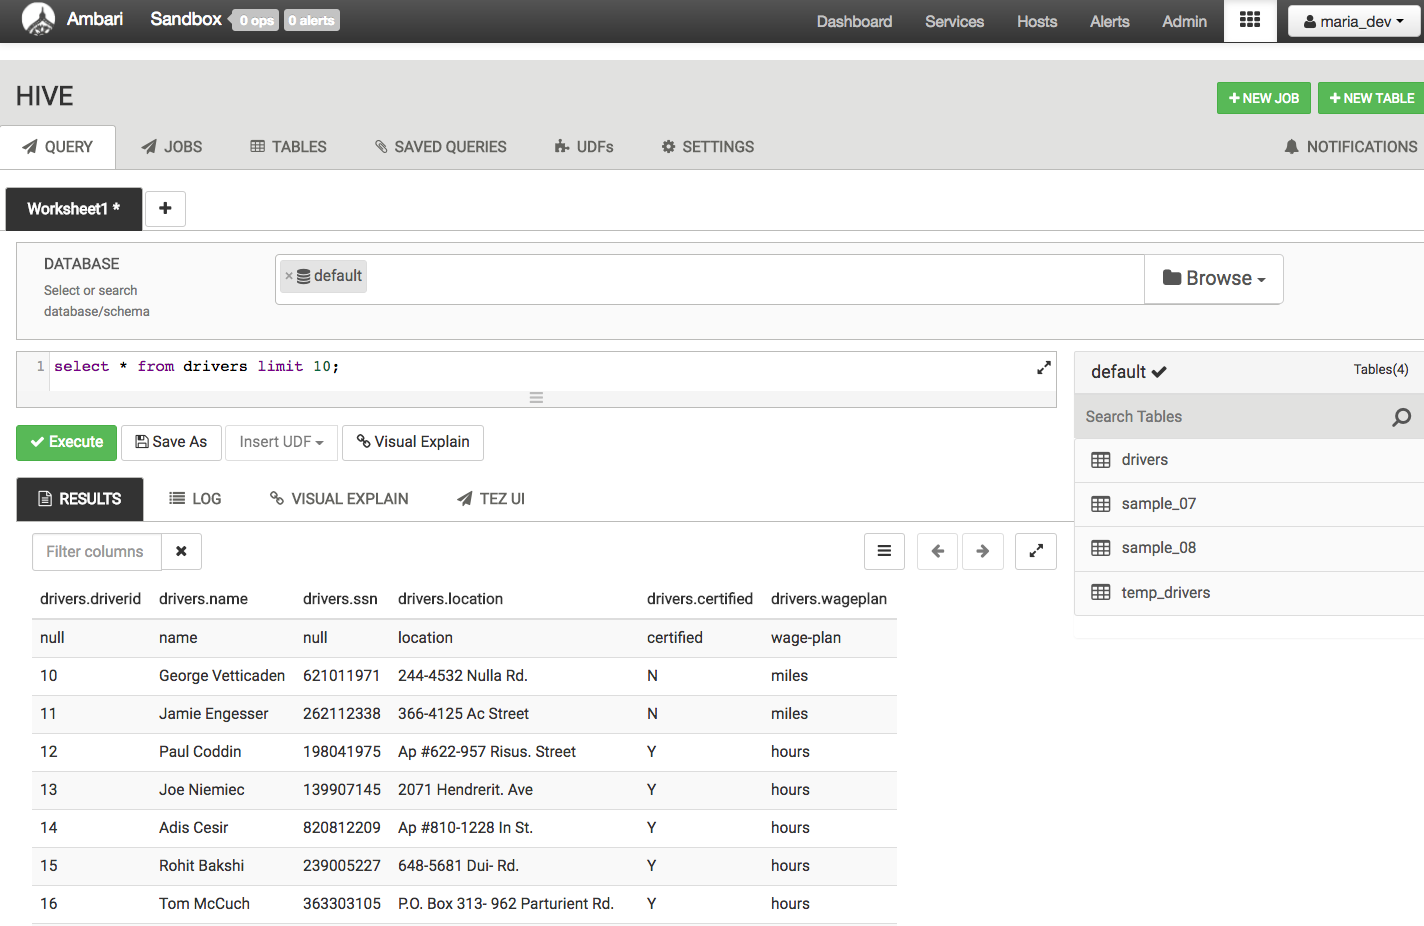 Ambari Sandbox 0 ops 0 alerts Dashboard Services Hosts Alerts Admin maria_dev
HIVE
+ NEW JOB + NEW TABLE
QUERY JOBS TABLES SAVED QUERIES UDFs SETTINGS NOTIFICATIONS
Worksheet1 * +
DATABASE
Select or search
database/schema
× default
Browse
1 select * from drivers limit 10;
default Tables(4)
Search Tables
drivers
sample_07
sample_08
temp_drivers
Execute Save As Insert UDF Visual Explain
RESULTS LOG VISUAL EXPLAIN TEZ UI
Filter columns
drivers.driverid drivers.name drivers.ssn drivers.location drivers.certified drivers.wageplan
null name null location certified wage-plan
10 George Vetticaden 621011971 244-4532 Nulla Rd. N miles
11 Jamie Engesser 262112338 366-4125 Ac Street N miles
12 Paul Coddin 198041975 Ap #622-957 Risus. Street Y hours
13 Joe Niemiec 139907145 2071 Hendrerit. Ave Y hours
14 Adis Cesir 820812209 Ap #810-1228 In St. Y hours
15 Rohit Bakshi 239005227 648-5681 Dui- Rd. Y hours
16 Tom McCuch 363303105 P.O. Box 313- 962 Parturient Rd. Y hours